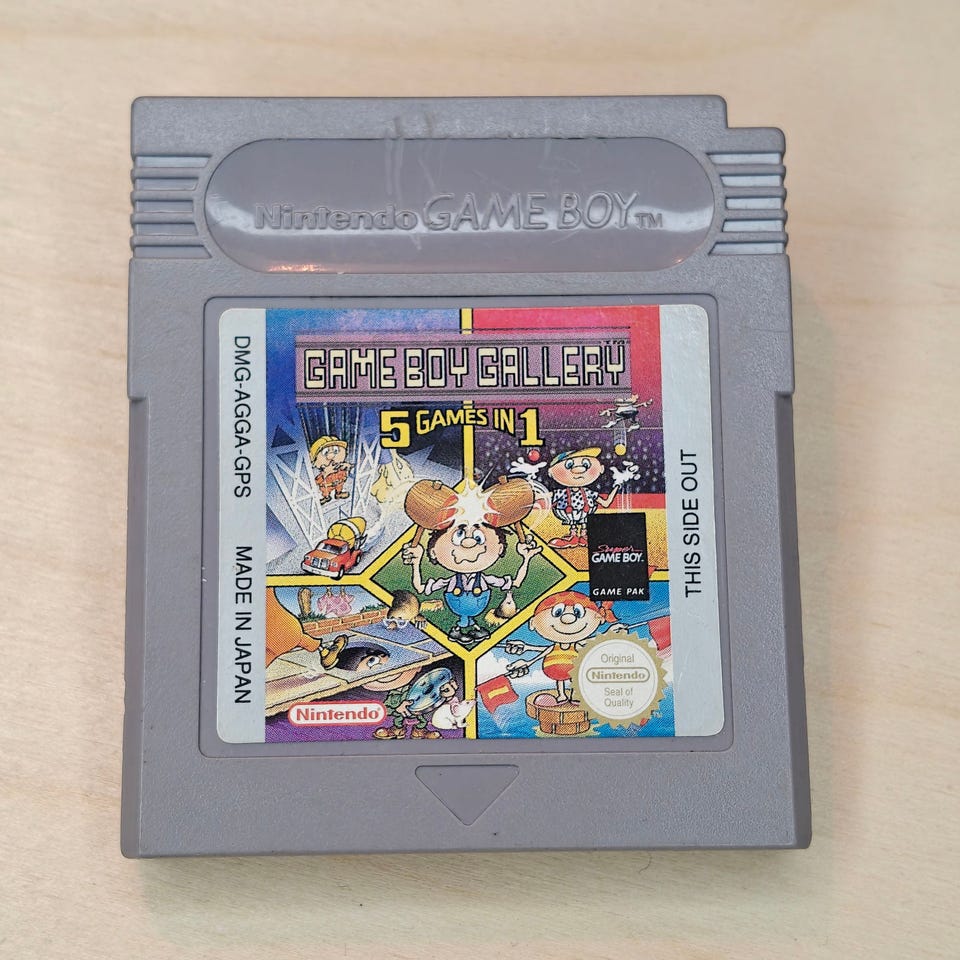 Nintendo GAME BOY TM
GAME BOY GALLERY TM
5 GAMES IN 1
DMG-AGGA-GPS MADE IN JAPAN
THIS SIDE OUT
Super
GAME BOY
GAME PAK
Nintendo
Original
Nintendo
Seal of
Quality
TM